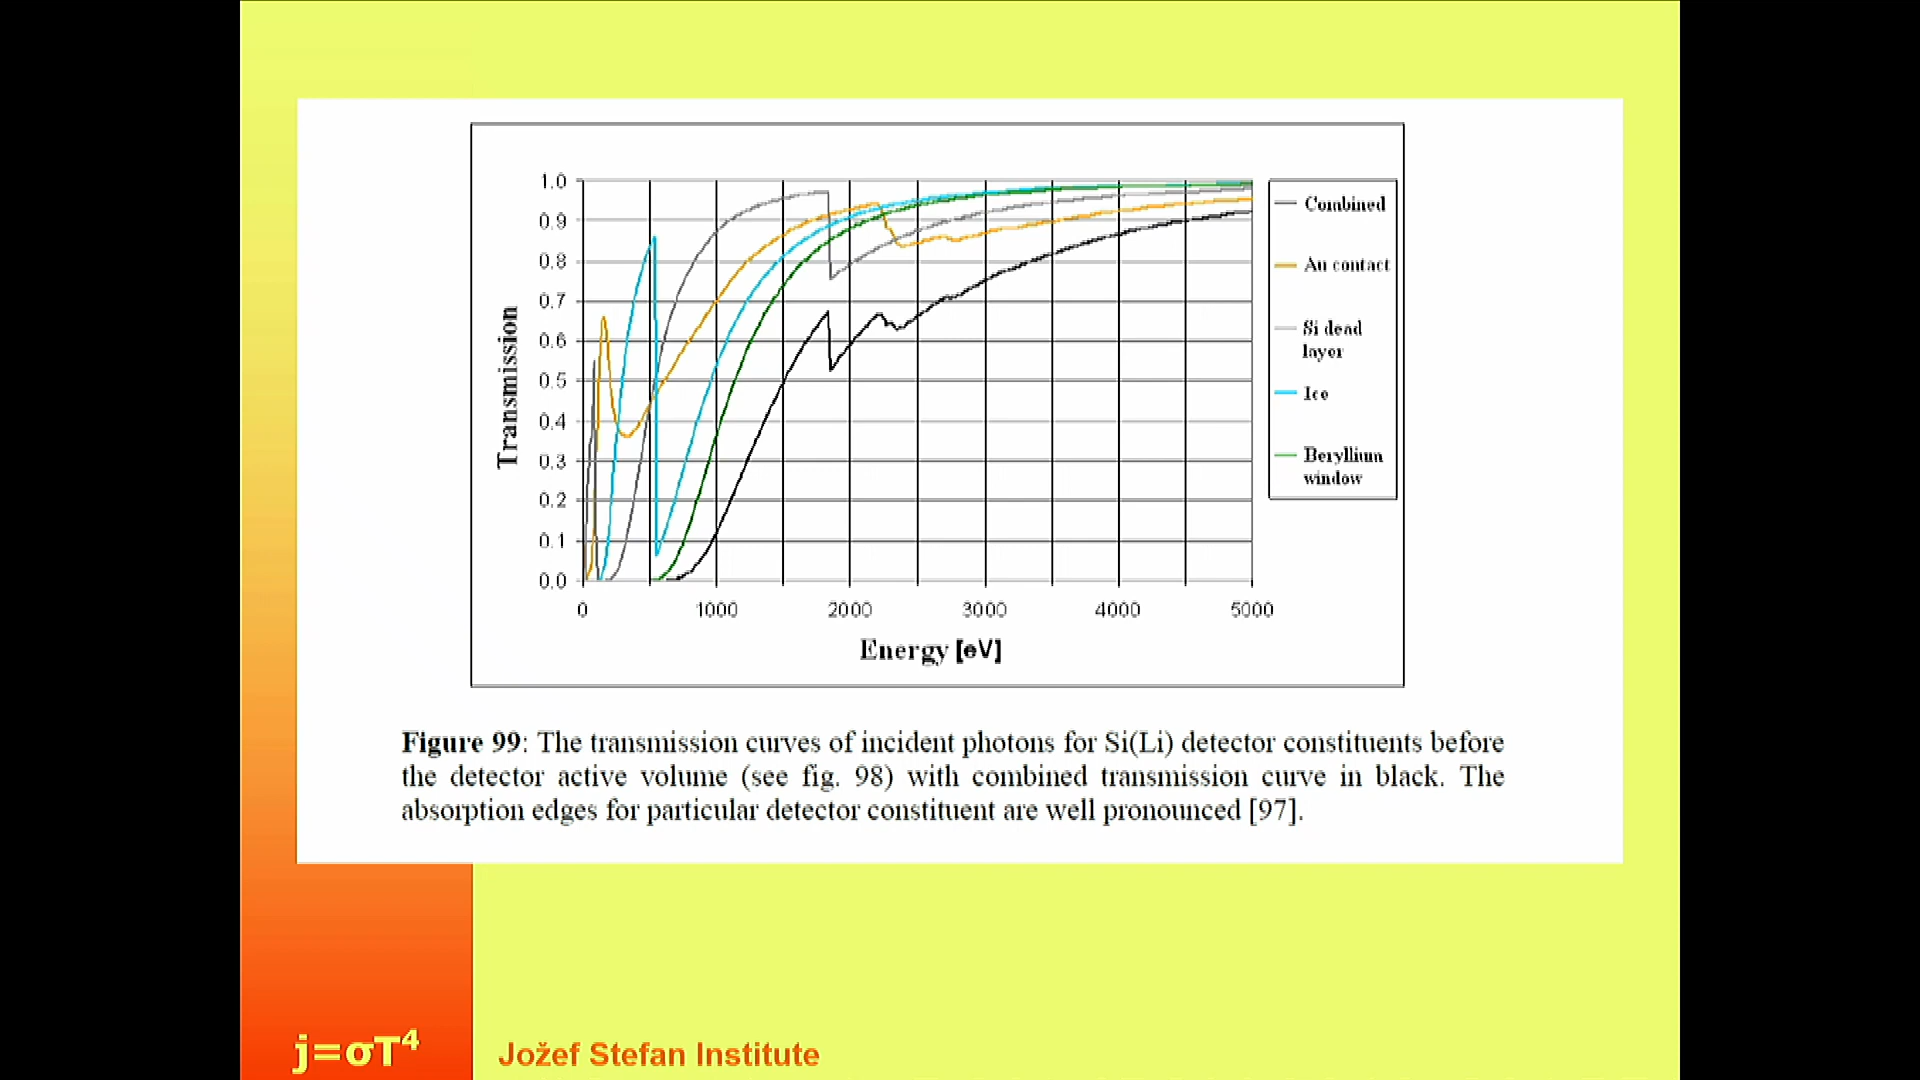 1.0
0.9
0.8
0.7
0.6
0.5
0.4
0.3
0.2
0.1
0.0
Transmission
0 1000 2000 3000 4000 5000
Energy [eV]
Combined
Au contact
Si dead
layer
Ice
Beryllium
window
Figure 99: The transmission curves of incident photons for Si(Li) detector constituents before
the detector active volume (see fig. 98) with combined transmission curve in black. The
absorption edges for particular detector constituent are well pronounced [97].
j=σT⁴
Jožef Stefan Institute